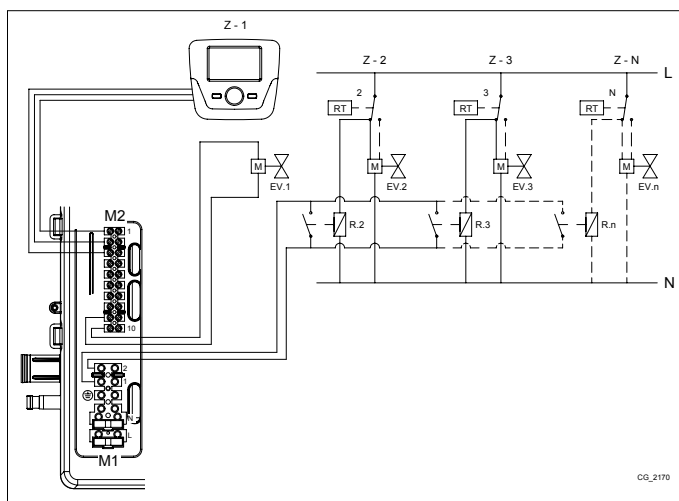 Z - 1
Z - 2
Z - 3
Z - N
L
2
3
N
RT
RT
RT
M
EV.1
M
EV.2
M
EV.3
M
EV.n
M2
1
R.2
R.3
R.n
N
10
2
1
N
L
M1
CG_2170